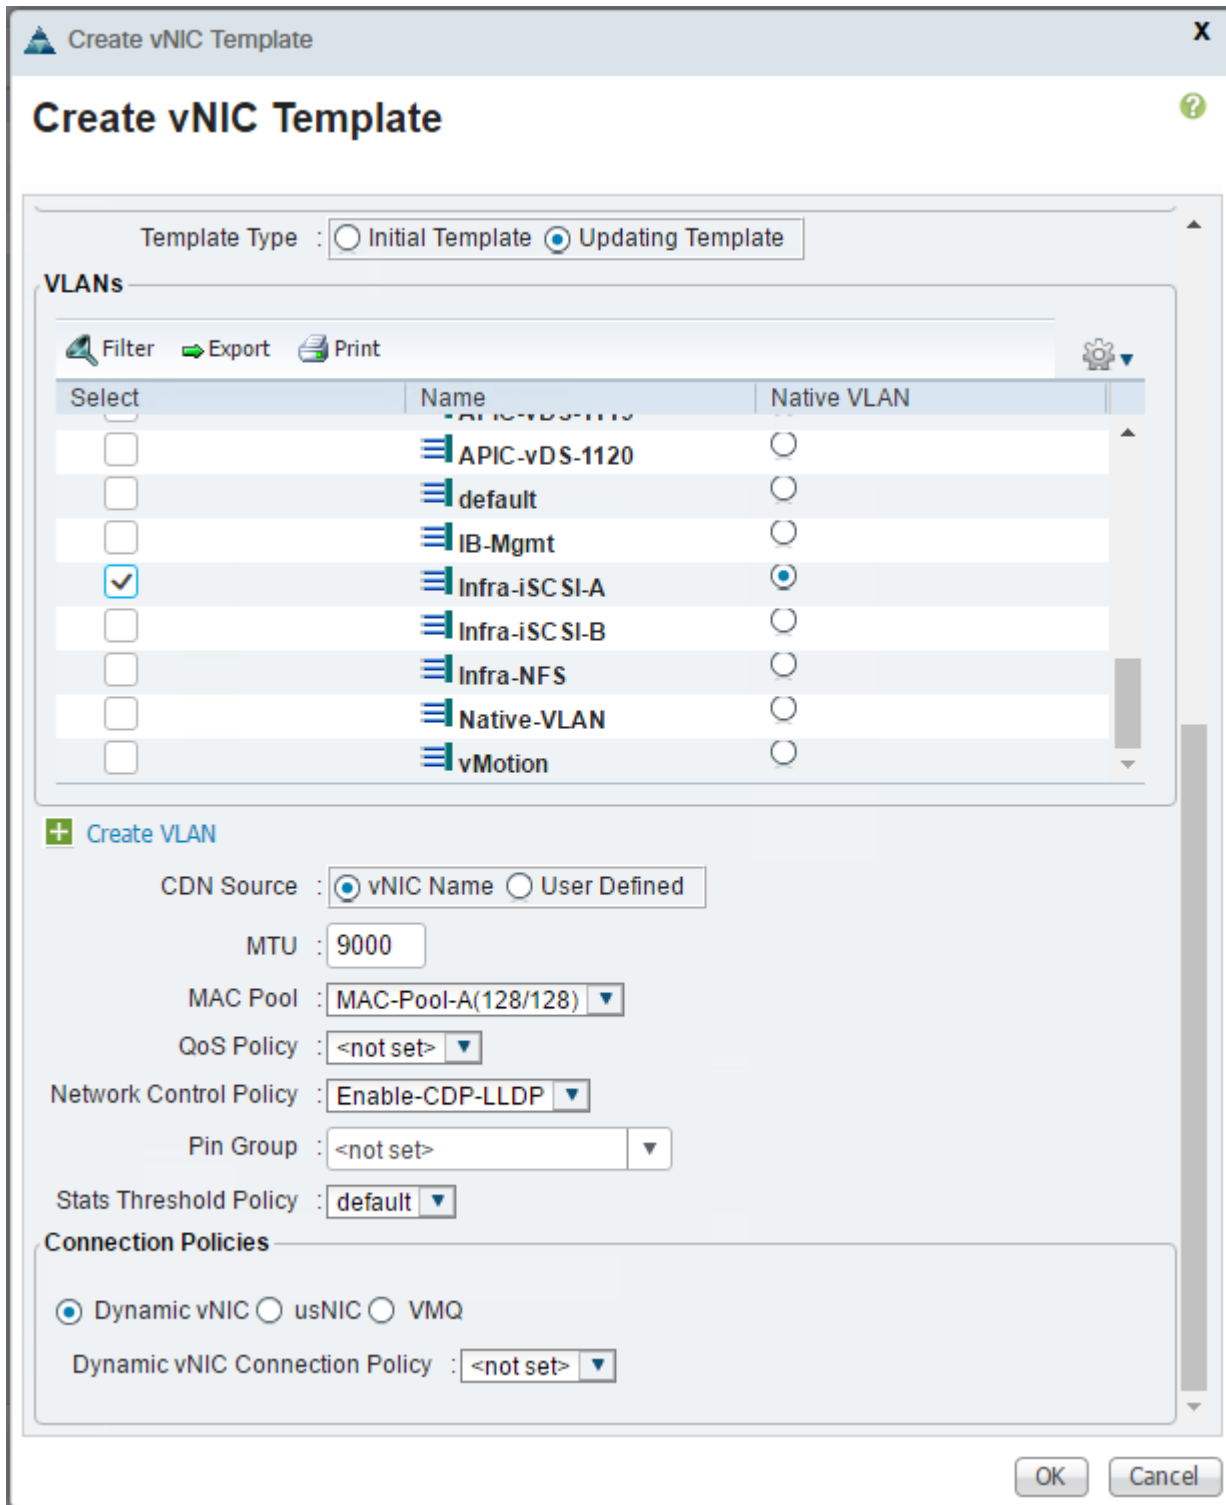 Create vNIC Template
X
Create vNIC Template
?
Template Type : Initial Template Updating Template
VLANs
Filter Export Print
Select Name Native VLAN
APIC-vDS-1120
default
IB-Mgmt
Infra-iSCSI-A
Infra-iSCSI-B
Infra-NFS
Native-VLAN
vMotion
Create VLAN
CDN Source : vNIC Name User Defined
MTU : 9000
MAC Pool : MAC-Pool-A(128/128)
QoS Policy : <not set>
Network Control Policy : Enable-CDP-LLDP
Pin Group : <not set>
Stats Threshold Policy : default
Connection Policies
Dynamic vNIC usNIC VMQ
Dynamic vNIC Connection Policy : <not set>
OK Cancel